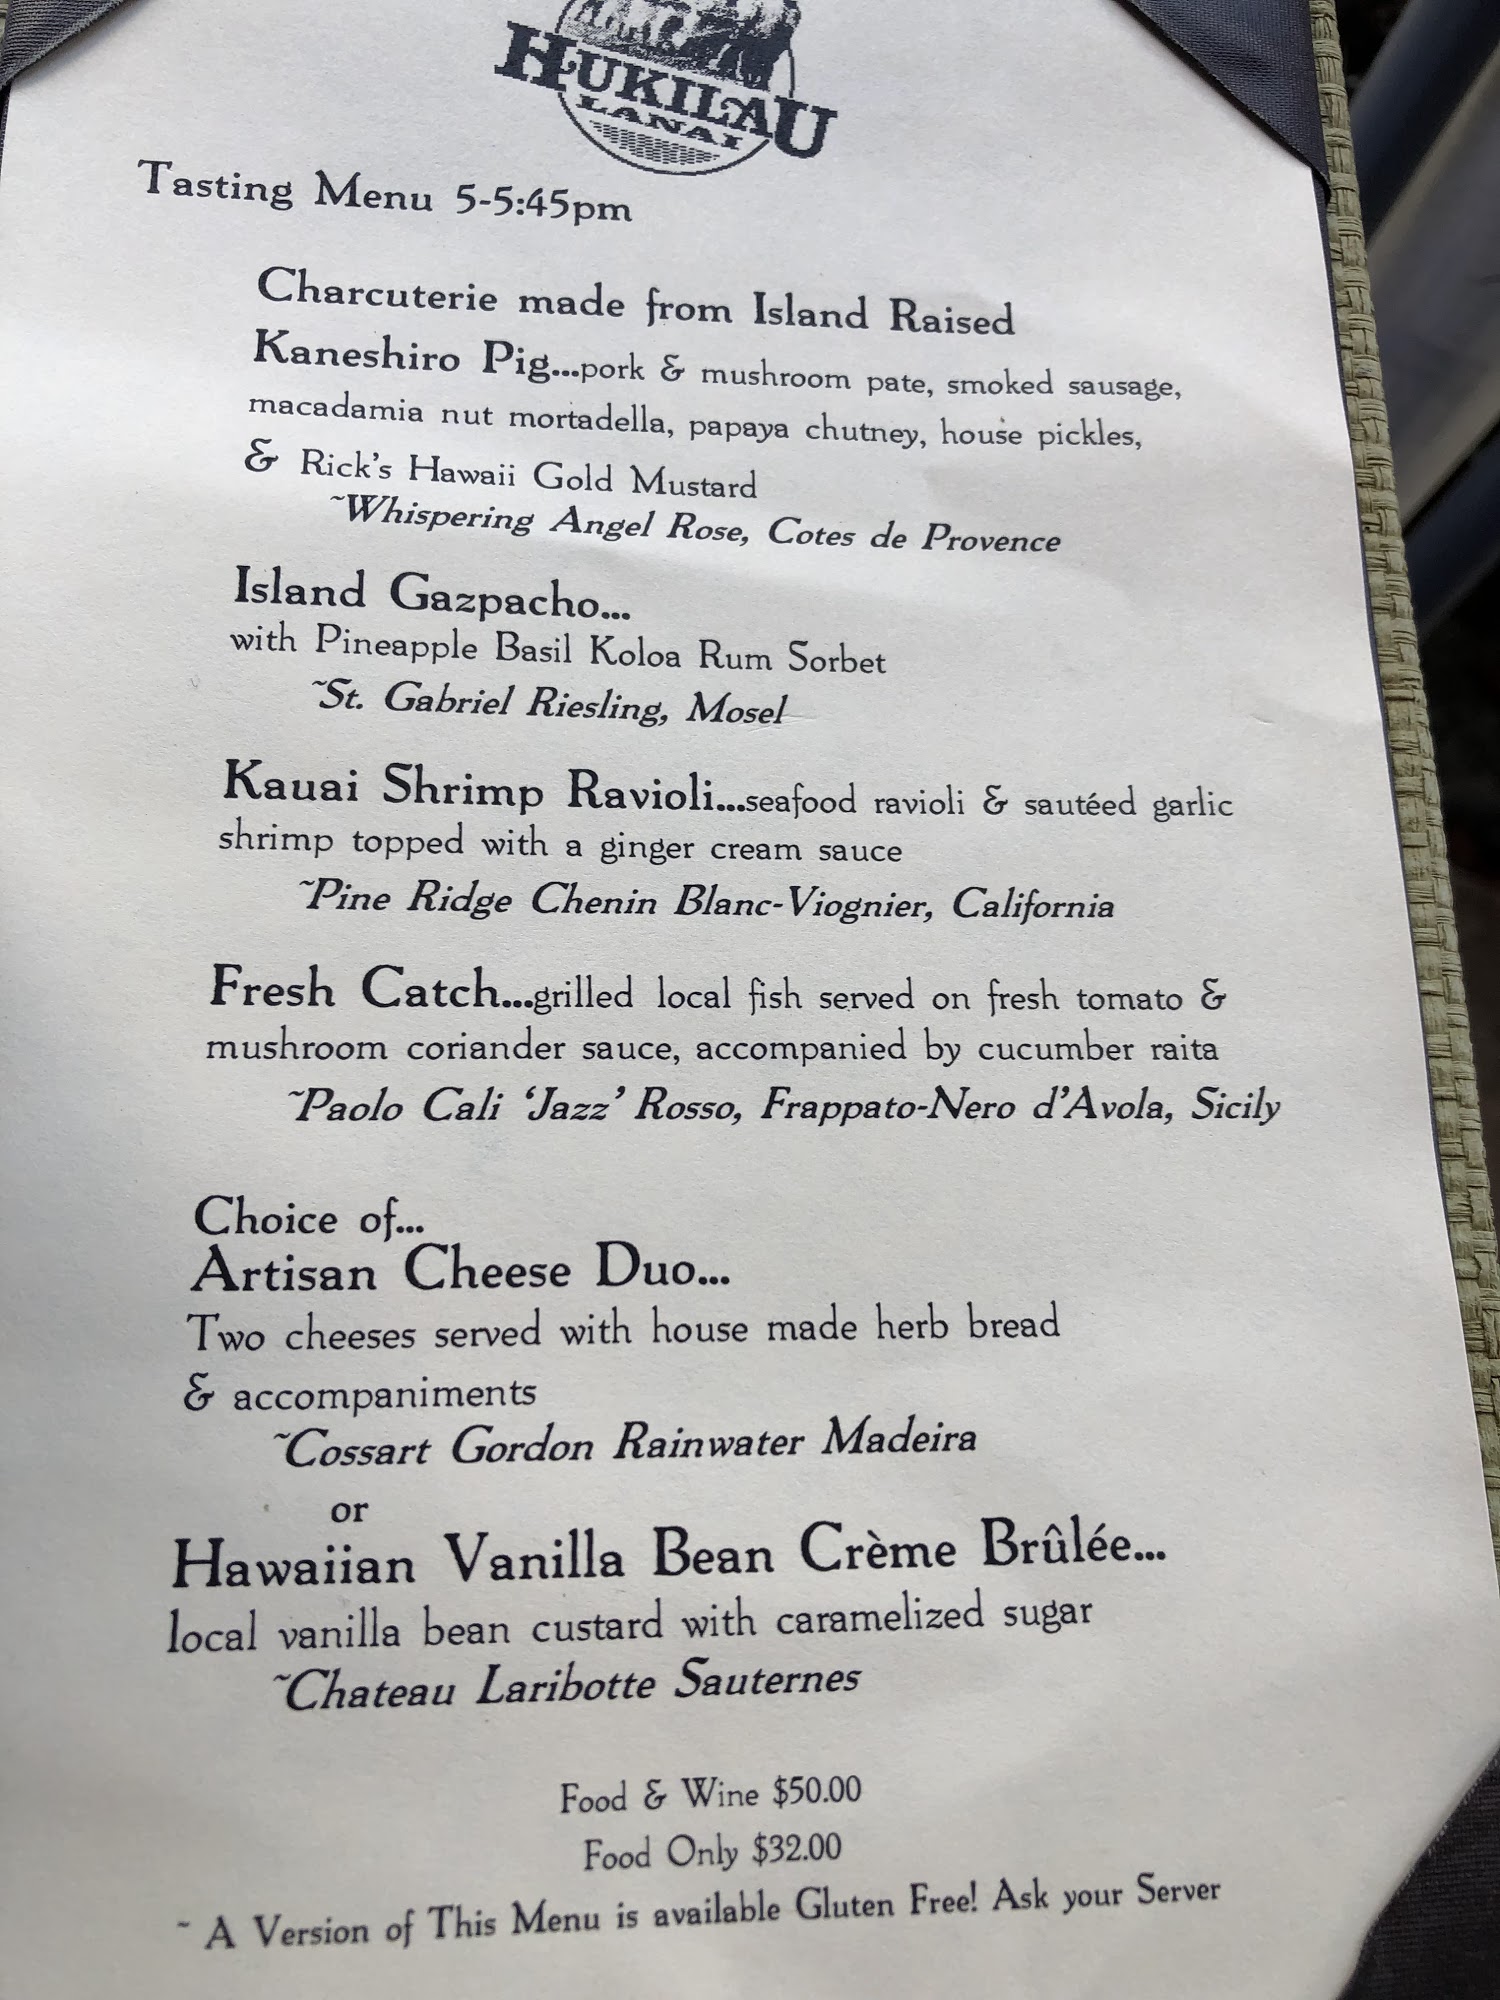 HUKILAU
LANAI
Tasting Menu 5-5:45pm
Charcuterie made from Island Raised
Kaneshiro Pig...pork & mushroom pate, smoked sausage,
macadamia nut mortadella, papaya chutney, house pickles,
& Rick's Hawaii Gold Mustard
~Whispering Angel Rose, Cotes de Provence
Island Gazpacho...
with Pineapple Basil Koloa Rum Sorbet
~St. Gabriel Riesling, Mosel
Kauai Shrimp Ravioli...seafood ravioli & sautéed garlic
shrimp topped with a ginger cream sauce
~Pine Ridge Chenin Blanc-Viognier, California
Fresh Catch...grilled local fish served on fresh tomato &
mushroom coriander sauce, accompanied by cucumber raita
~Paolo Cali 'Jazz' Rosso, Frappato-Nero d'Avola, Sicily
Choice of...
Artisan Cheese Duo...
Two cheeses served with house made herb bread
& accompaniments
~Cossart Gordon Rainwater Madeira
or
Hawaiian Vanilla Bean Crème Brûlée...
local vanilla bean custard with caramelized sugar
~Chateau Laribotte Sauternes
Food & Wine $50.00
Food Only $32.00
~ A Version of This Menu is available Gluten Free! Ask your Server